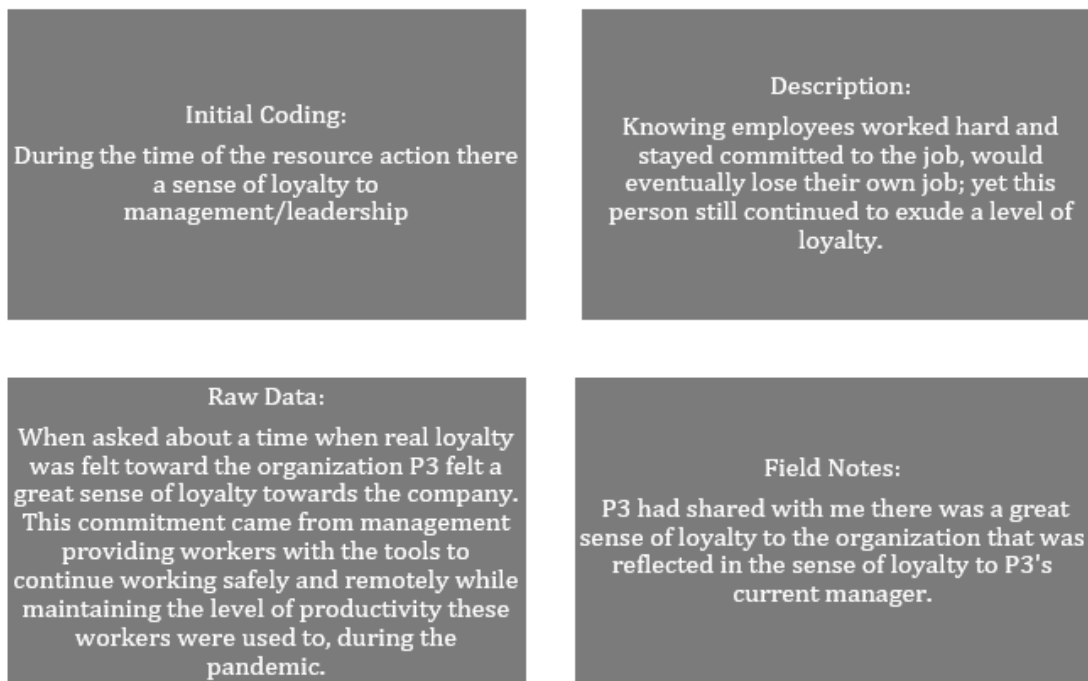 Initial Coding:
During the time of the resource action there
a sense of loyalty to
management/leadership
Description:
Knowing employees worked hard and
stayed committed to the job, would
eventually lose their own job; yet this
person still continued to exude a level of
loyalty.
Raw Data:
When asked about a time when real loyalty
was felt toward the organization P3 felt a
great sense of loyalty towards the company.
This commitment came from management
providing workers with the tools to
continue working safely and remotely while
maintaining the level of productivity these
workers were used to, during the
pandemic.
Field Notes:
P3 had shared with me there was a great
sense of loyalty to the organization that was
reflected in the sense of loyalty to P3's
current manager.